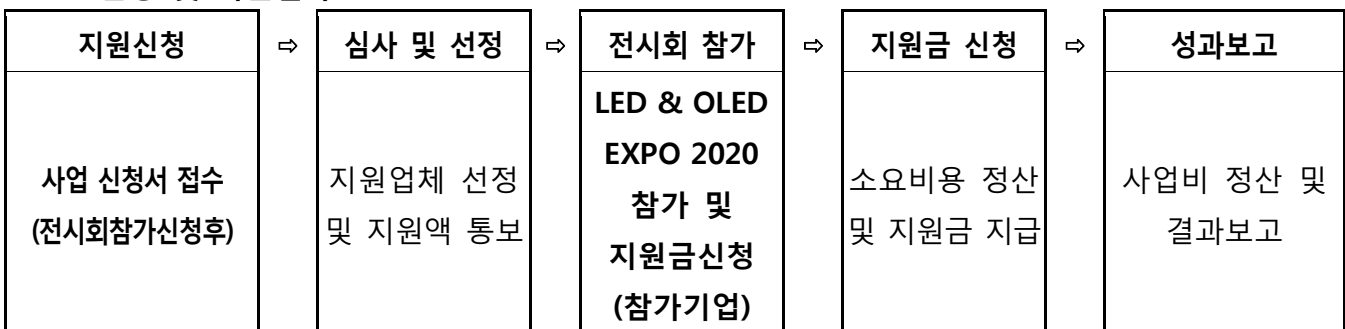 지원신청 ⇨ 심사 및 선정 ⇨ 전시회 참가 ⇨ 지원금 신청 ⇨ 성과보고
사업 신청서 접수
(전시회참가신청후)
지원업체 선정
및 지원액 통보
LED & OLED
EXPO 2020
참가 및
지원금신청
(참가기업)
소요비용 정산
및 지원금 지급
사업비 정산 및
결과보고